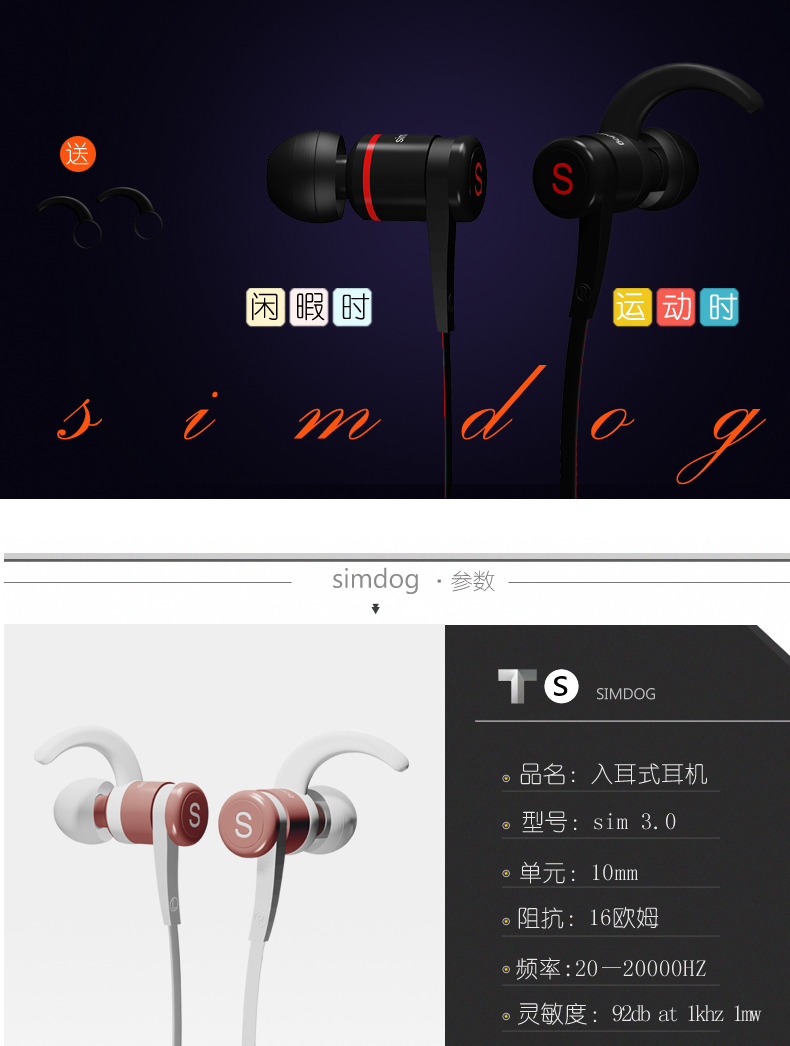 送
S
S
闲暇时
运动时
simdog
simdog · 参数
TS SIMDOG
S
S
品名: 入耳式耳机
型号: sim 3.0
单元: 10mm
阻抗: 16欧姆
频率:20—20000HZ
灵敏度: 92db at 1khz 1mw